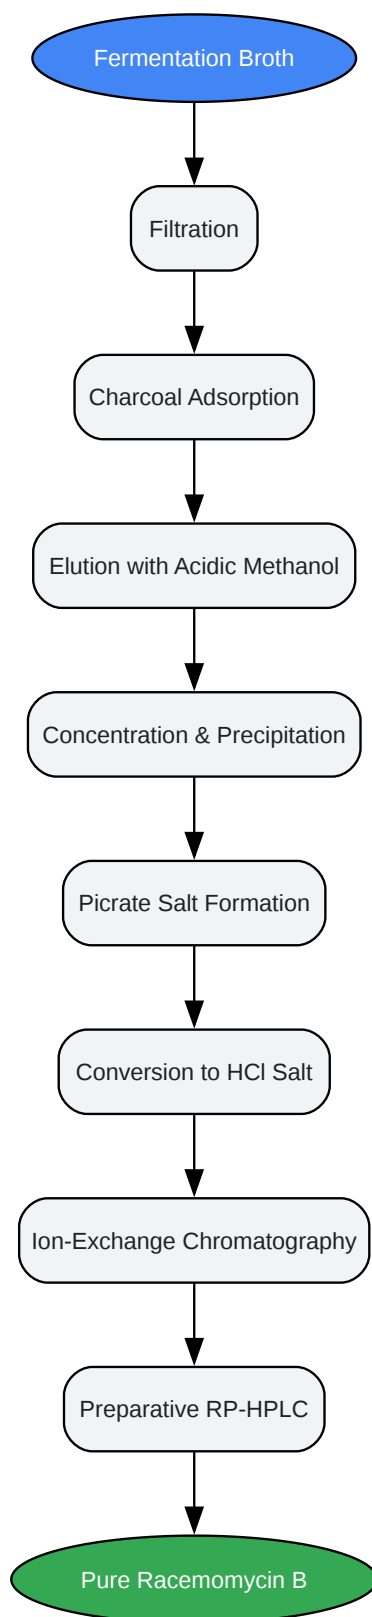 Fermentation Broth
Filtration
Charcoal Adsorption
Elution with Acidic Methanol
Concentration & Precipitation
Picrate Salt Formation
Conversion to HCl Salt
Ion-Exchange Chromatography
Preparative RP-HPLC
Pure Racemomycin B